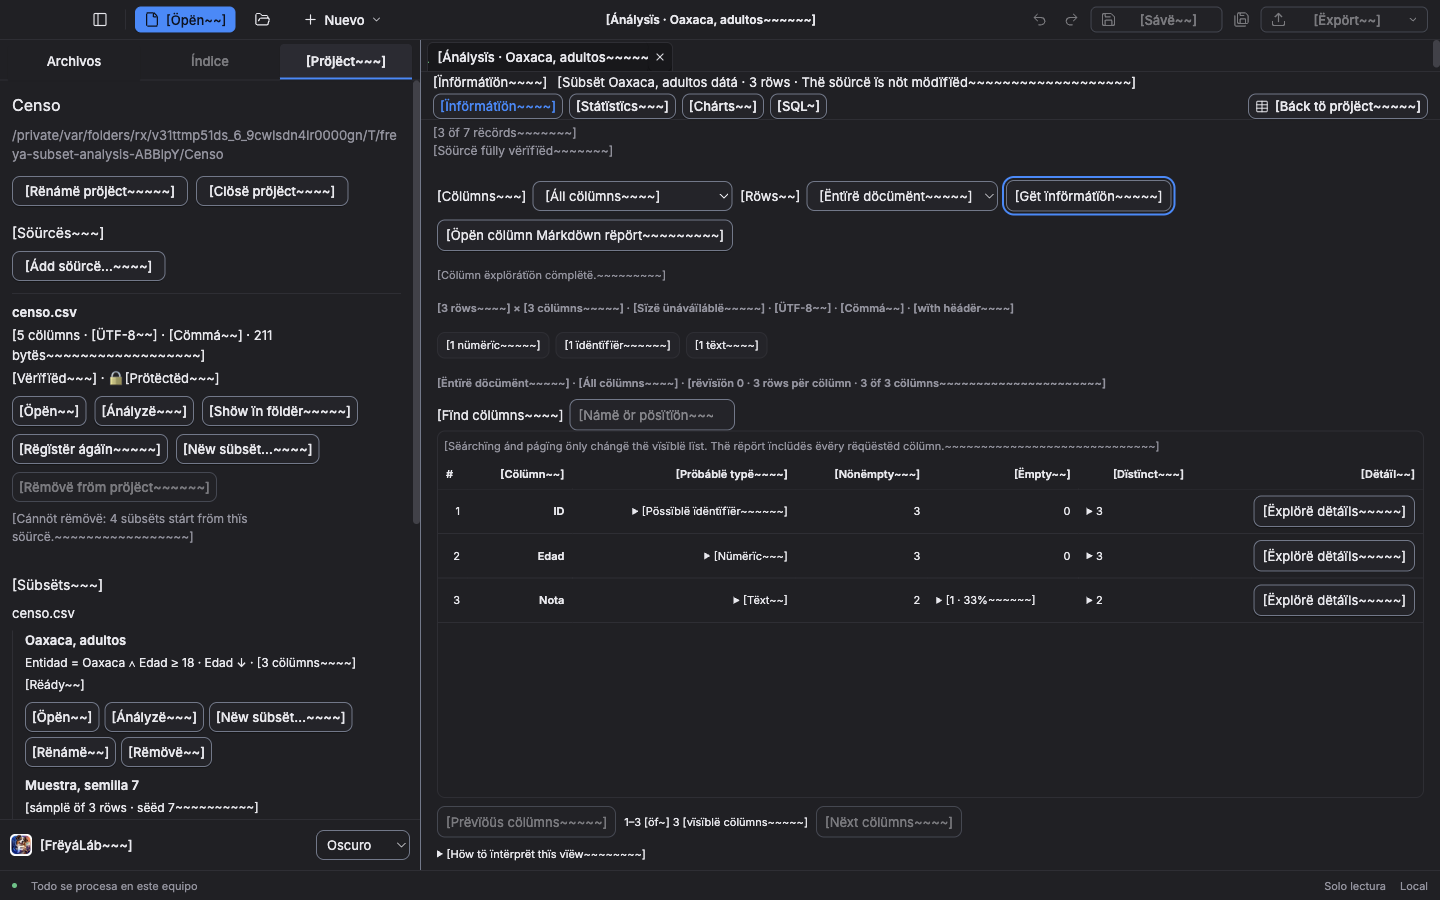 [Öpën~~]
Nuevo
[Ánálysïs · Oaxaca, adultos~~~~~~]
[Sávë~~]
[Ëxpört~~]
Archivos
Índice
[Pröjëct~~~]
[Ánálysïs · Oaxaca, adultos~~~~~ ×
[Ïnförmátïön~~~~] [Sübsët Oaxaca, adultos dátá · 3 röws · Thë söürcë ïs nöt mödïfïëd~~~~~~~~~~~~~~~~~~]
[Ïnförmátïön~~~~]
[Státïstïcs~~~]
[Chárts~~]
[SQL~]
[Báck tö pröjëct~~~~~]
Censo
/private/var/folders/rx/v31ttmp51ds_6_9cwlsdn4lr0000gn/T/fre
ya-subset-analysis-ABBlpY/Censo
[Rënámë pröjëct~~~~~]
[Clösë pröjëct~~~~]
[Söürcës~~~]
[Ádd söürcë...~~~~]
censo.csv
[5 cölümns · [ÜTF-8~~] · [Cömmá~~] · 211
bytës~~~~~~~~~~~~~~~~~~]
[Vërïfïëd~~~] · 🔒 [Prötëctëd~~~]
[Öpën~~]
[Ánályzë~~~]
[Shöw ïn földër~~~~~]
[Rëgïstër ágáïn~~~~~]
[Nëw sübsët...~~~~]
[Rëmövë fröm pröjëct~~~~~~]
[Cánnöt rëmövë: 4 sübsëts stárt fröm thïs
söürcë.~~~~~~~~~~~~~~~~~]
[Sübsëts~~~]
censo.csv
Oaxaca, adultos
Entidad = Oaxaca ∧ Edad ≥ 18 · Edad ↓ · [3 cölümns~~~~]
[Rëády~~]
[Öpën~~]
[Ánályzë~~~]
[Nëw sübsët...~~~~]
[Rënámë~~]
[Rëmövë~~]
Muestra, semilla 7
[sámplë öf 3 röws · sëëd 7~~~~~~~~~~]
[FrëyáLáb~~~]
Oscuro
[3 öf 7 rëcörds~~~~~~~]
[Söürcë fülly vërïfïëd~~~~~~~]
[Cölümns~~~]
[Áll cölümns~~~~]
[Röws~~]
[Ëntïrë döcümënt~~~~~]
[Gët ïnförmátïön~~~~~]
[Öpën cölümn Márkdöwn rëpört~~~~~~~~~]
[Cölümn ëxplörátïön cömplëtë.~~~~~~~~~]
[3 röws~~~~] × [3 cölümns~~~~~] · [Sïzë ünáváïláblë~~~~~] · [ÜTF-8~~] · [Cömmá~~] · [wïth hëádër~~~~]
[1 nümërïc~~~~~]
[1 ïdëntïfïër~~~~~~]
[1 tëxt~~~~]
[Ëntïrë döcümënt~~~~~] · [Áll cölümns~~~~] · [rëvïsïön 0 · 3 röws për cölümn · 3 öf 3 cölümns~~~~~~~~~~~~~~~~~~~~~~]
[Fïnd cölümns~~~~]
[Námë ör pösïtïön~~~
[Sëárchïng ánd págïng önly chángë thë vïsïblë lïst. Thë rëpört ïnclüdës ëvëry rëqüëstëd cölümn.~~~~~~~~~~~~~~~~~~~~~~~~~~~~]
# [Cölümn~~] [Pröbáblë typë~~~~] [Nönëmpty~~~] [Ëmpty~~] [Dïstïnct~~~] [Dëtáïl~~]
1 ID ▶ [Pössïblë ïdëntïfïër~~~~~~] 3 0 ▶ 3 [Ëxplörë dëtáïls~~~~~]
2 Edad ▶ [Nümërïc~~~] 3 0 ▶ 3 [Ëxplörë dëtáïls~~~~~]
3 Nota ▶ [Tëxt~~] 2 ▶ [1 · 33%~~~~~~] ▶ 2 [Ëxplörë dëtáïls~~~~~]
[Prëvïöüs cölümns~~~~~]
1–3 [öf~] 3 [vïsïblë cölümns~~~~~]
[Nëxt cölümns~~~~]
▶ [Höw tö ïntërprët thïs vïëw~~~~~~~~]
Todo se procesa en este equipo
Solo lectura
Local